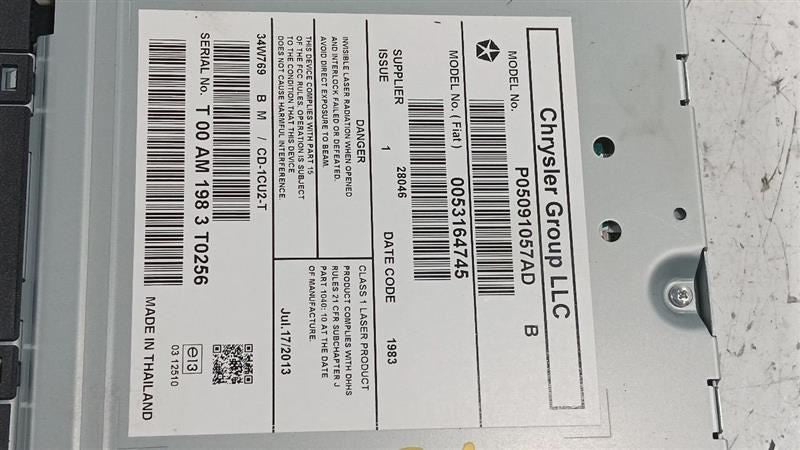 Chrysler Group LLC
MODEL No. P05091057AD B
MODEL No. ( Fiat ) 0053164745
SUPPLIER 28046 DATE CODE 1983
ISSUE 1
DANGER
INVISIBLE LASER RADIATION WHEN OPENED
AND INTERLOCK FAILED OR DEFEATED.
AVOID DIRECT EXPOSURE TO BEAM.
CLASS 1 LASER PRODUCT
PRODUCT COMPLIES WITH DHHS
RULES 21 CFR SUBCHAPTER J
PART 1040: 10 AT THE DATE
OF MANUFACTURE.
THIS DEVICE COMPLIES WITH PART 15
OF THE FCC RULES. OPERATION IS SUBJECT
TO THE CONDITION THAT THIS DEVICE
DOES NOT CAUSE HARMFUL INTERFERENCE.
Jul.17/2013
34W769 B M / CD-1CU2-T
SERIAL No. T 00 AM 198 3 T0256
e13
03 12510
MADE IN THAILAND